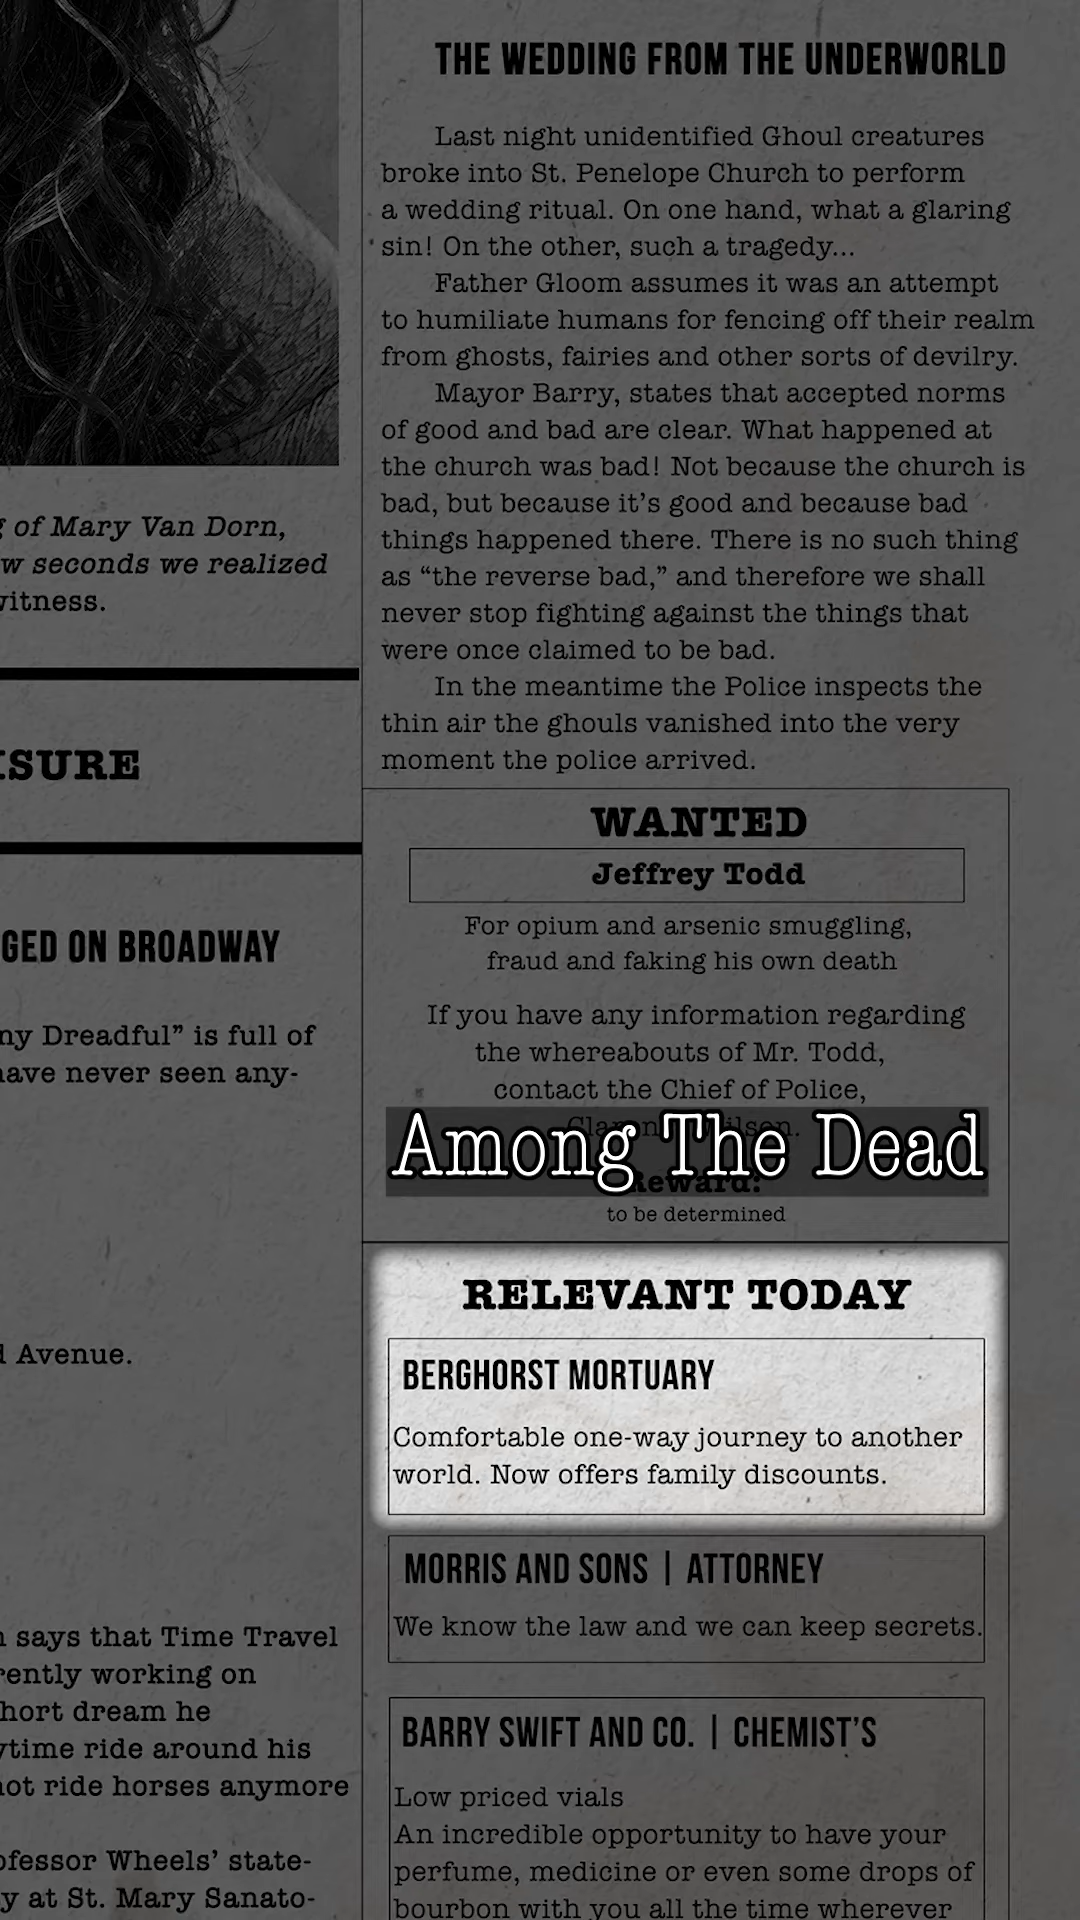 g of Mary Van Dorn,
w seconds we realized
witness.
ISURE
GED ON BROADWAY
ny Dreadful” is full of
have never seen any-
d Avenue.
n says that Time Travel
rently working on
hort dream he
ytime ride around his
not ride horses anymore
ofessor Wheels’ state-
y at St. Mary Sanato-
THE WEDDING FROM THE UNDERWORLD
Last night unidentified Ghoul creatures
broke into St. Penelope Church to perform
a wedding ritual. On one hand, what a glaring
sin! On the other, such a tragedy...
Father Gloom assumes it was an attempt
to humiliate humans for fencing off their realm
from ghosts, fairies and other sorts of devilry.
Mayor Barry, states that accepted norms
of good and bad are clear. What happened at
the church was bad! Not because the church is
bad, but because it’s good and because bad
things happened there. There is no such thing
as “the reverse bad,” and therefore we shall
never stop fighting against the things that
were once claimed to be bad.
In the meantime the Police inspects the
thin air the ghouls vanished into the very
moment the police arrived.
WANTED
Jeffrey Todd
For opium and arsenic smuggling,
fraud and faking his own death
If you have any information regarding
the whereabouts of Mr. Todd,
contact the Chief of Police,
Among The Dead
Reward:
to be determined
RELEVANT TODAY
BERGHORST MORTUARY
Comfortable one-way journey to another
world. Now offers family discounts.
MORRIS AND SONS | ATTORNEY
We know the law and we can keep secrets.
BARRY SWIFT AND CO. | CHEMIST’S
Low priced vials
An incredible opportunity to have your
perfume, medicine or even some drops of
bourbon with you all the time wherever